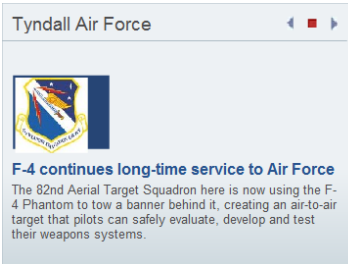 Tyndall Air Force
F-4 continues long-time service to Air Force
The 82nd Aerial Target Squadron here is now using the F-
4 Phantom to tow a banner behind it, creating an air-to-air
target that pilots can safely evaluate, develop and test
their weapons systems.